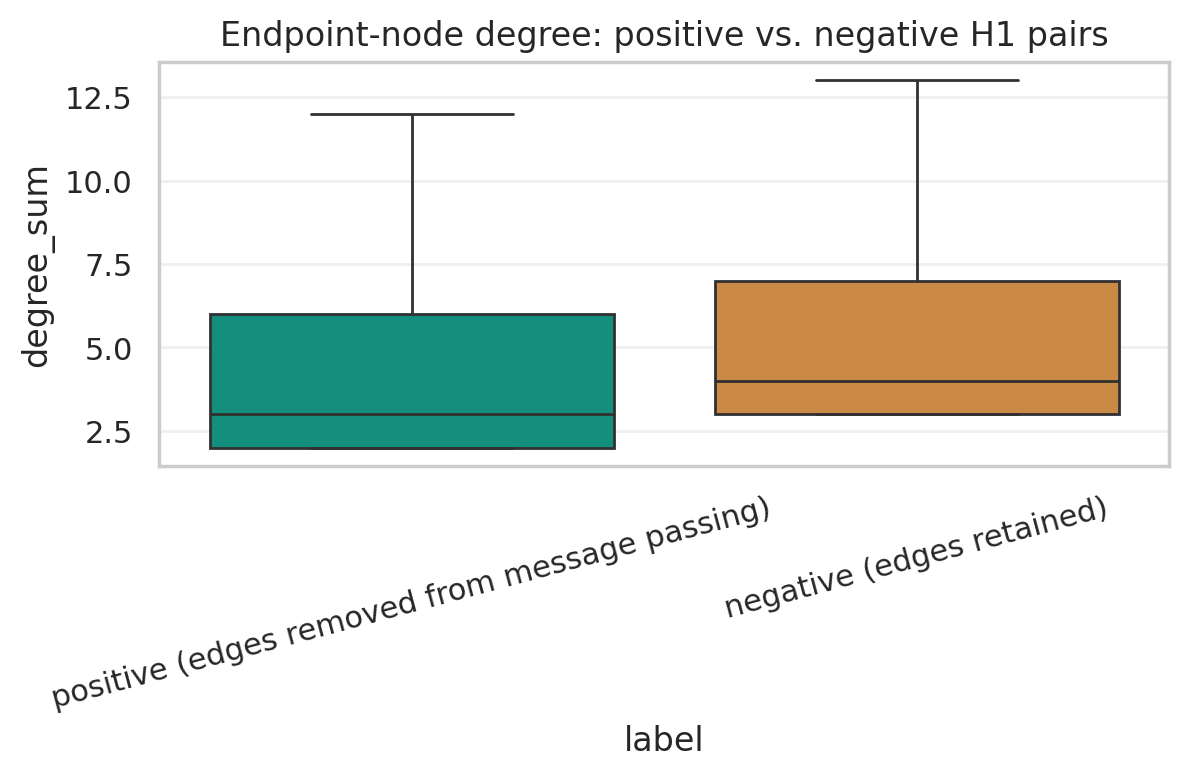 Endpoint-node degree: positive vs. negative H1 pairs
degree_sum
12.5
10.0
7.5
5.0
2.5
positive (edges removed from message passing)
negative (edges retained)
label